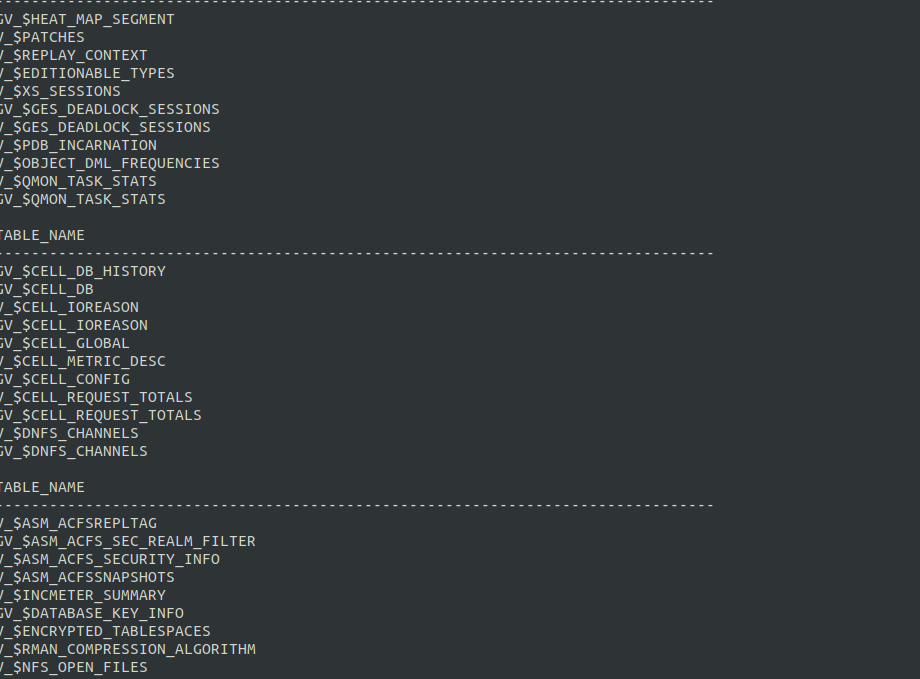 --------------------------------------------------------------------------------
GV_$HEAT_MAP_SEGMENT
V_$PATCHES
V_$REPLAY_CONTEXT
V_$EDITIONABLE_TYPES
V_$XS_SESSIONS
GV_$GES_DEADLOCK_SESSIONS
V_$GES_DEADLOCK_SESSIONS
V_$PDB_INCARNATION
V_$OBJECT_DML_FREQUENCIES
V_$QMON_TASK_STATS
GV_$QMON_TASK_STATS
TABLE_NAME
--------------------------------------------------------------------------------
GV_$CELL_DB_HISTORY
GV_$CELL_DB
V_$CELL_IOREASON
GV_$CELL_IOREASON
GV_$CELL_GLOBAL
V_$CELL_METRIC_DESC
GV_$CELL_CONFIG
V_$CELL_REQUEST_TOTALS
GV_$CELL_REQUEST_TOTALS
V_$DNFS_CHANNELS
GV_$DNFS_CHANNELS
TABLE_NAME
--------------------------------------------------------------------------------
V_$ASM_ACFSREPLTAG
GV_$ASM_ACFS_SEC_REALM_FILTER
V_$ASM_ACFS_SECURITY_INFO
V_$ASM_ACFSSNAPSHOTS
V_$INCMETER_SUMMARY
GV_$DATABASE_KEY_INFO
V_$ENCRYPTED_TABLESPACES
V_$RMAN_COMPRESSION_ALGORITHM
V_$NFS_OPEN_FILES